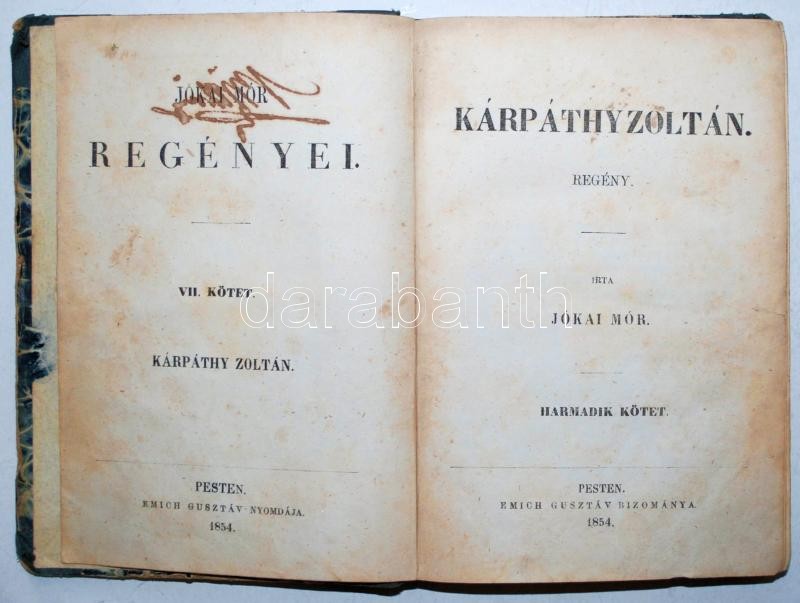 JÓKAI MÓR
REGÉNYEI.
VII. KÖTET.
KÁRPÁTHY ZOLTÁN.
PESTEN.
EMICH GUSZTÁV NYOMDÁJA.
1854.
KÁRPÁTHY ZOLTÁN.
REGÉNY.
IRTA
JÓKAI MÓR.
HARMADIK KÖTET.
PESTEN.
EMICH GUSZTÁV BIZOMÁNYA.
1854.
darabanth